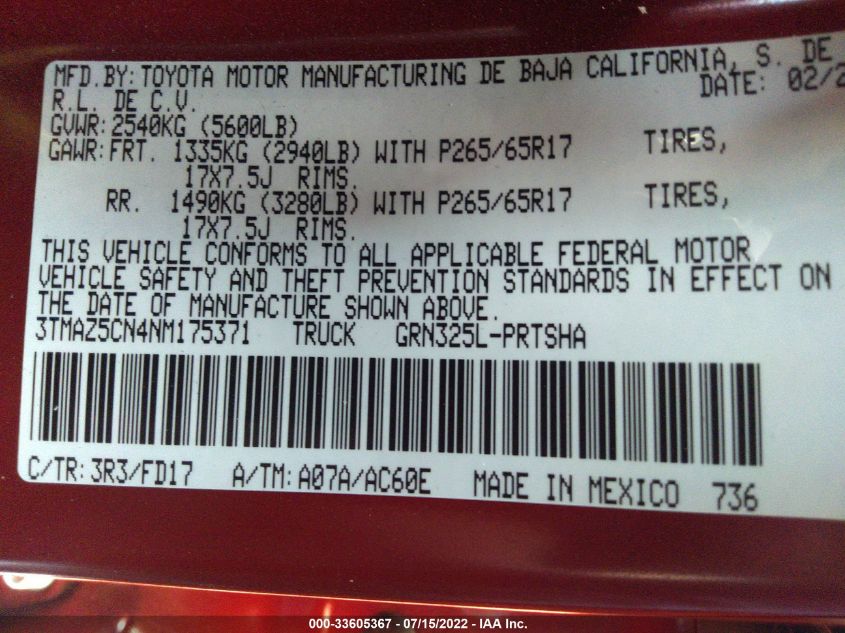 MFD.BY: TOYOTA MOTOR MANUFACTURING DE BAJA CALIFORNIA, S. DE
R.L. DE C.V. DATE: 02/2
GVWR: 2540KG (5600LB)
GAWR: FRT. 1335KG (2940LB) WITH P265/65R17 TIRES,
17X7.5J RIMS.
RR. 1490KG (3280LB) WITH P265/65R17 TIRES,
17X7.5J RIMS.
THIS VEHICLE CONFORMS TO ALL APPLICABLE FEDERAL MOTOR
VEHICLE SAFETY AND THEFT PREVENTION STANDARDS IN EFFECT ON
THE DATE OF MANUFACTURE SHOWN ABOVE.
3TMAZ5CN4NM175371 TRUCK GRN325L-PRTSHA
C/TR: 3R3/FD17 A/TM: A07A/AC60E MADE IN MEXICO 736
000-33605367 - 07/15/2022 - IAA Inc.